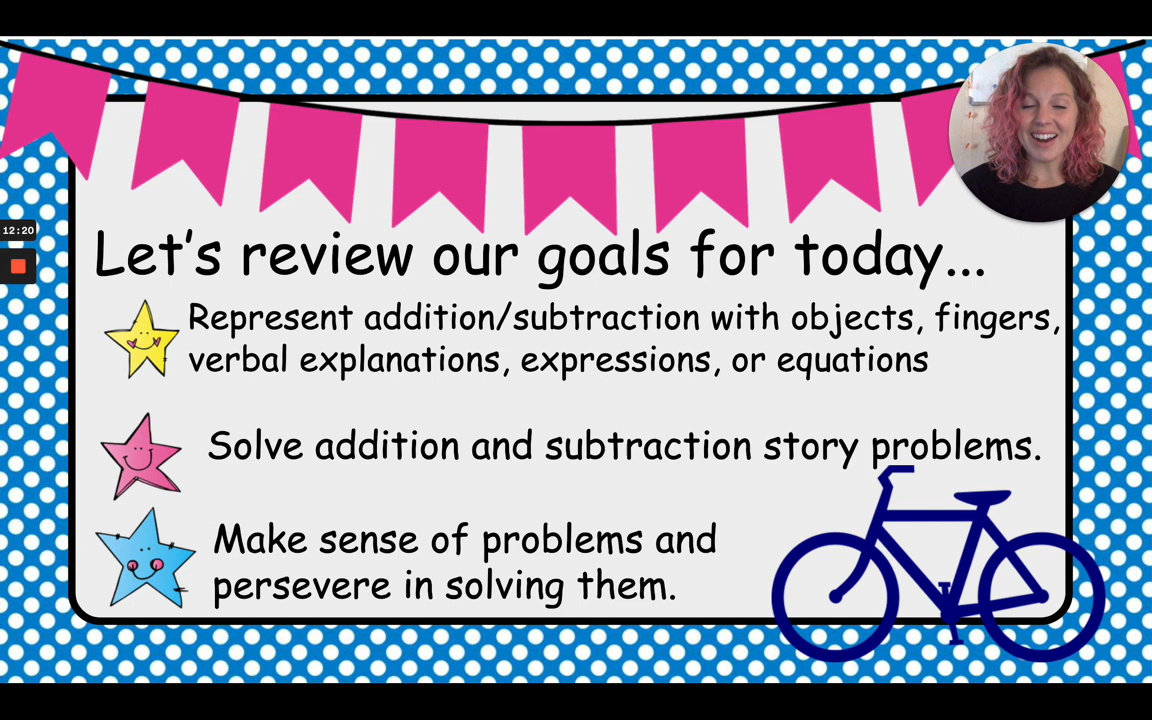 Let's review our goals for today...
12:20
Represent addition/subtraction with objects, fingers,
verbal explanations, expressions, or equations
Solve addition and subtraction story problems.
Make sense of problems and
persevere in solving them.